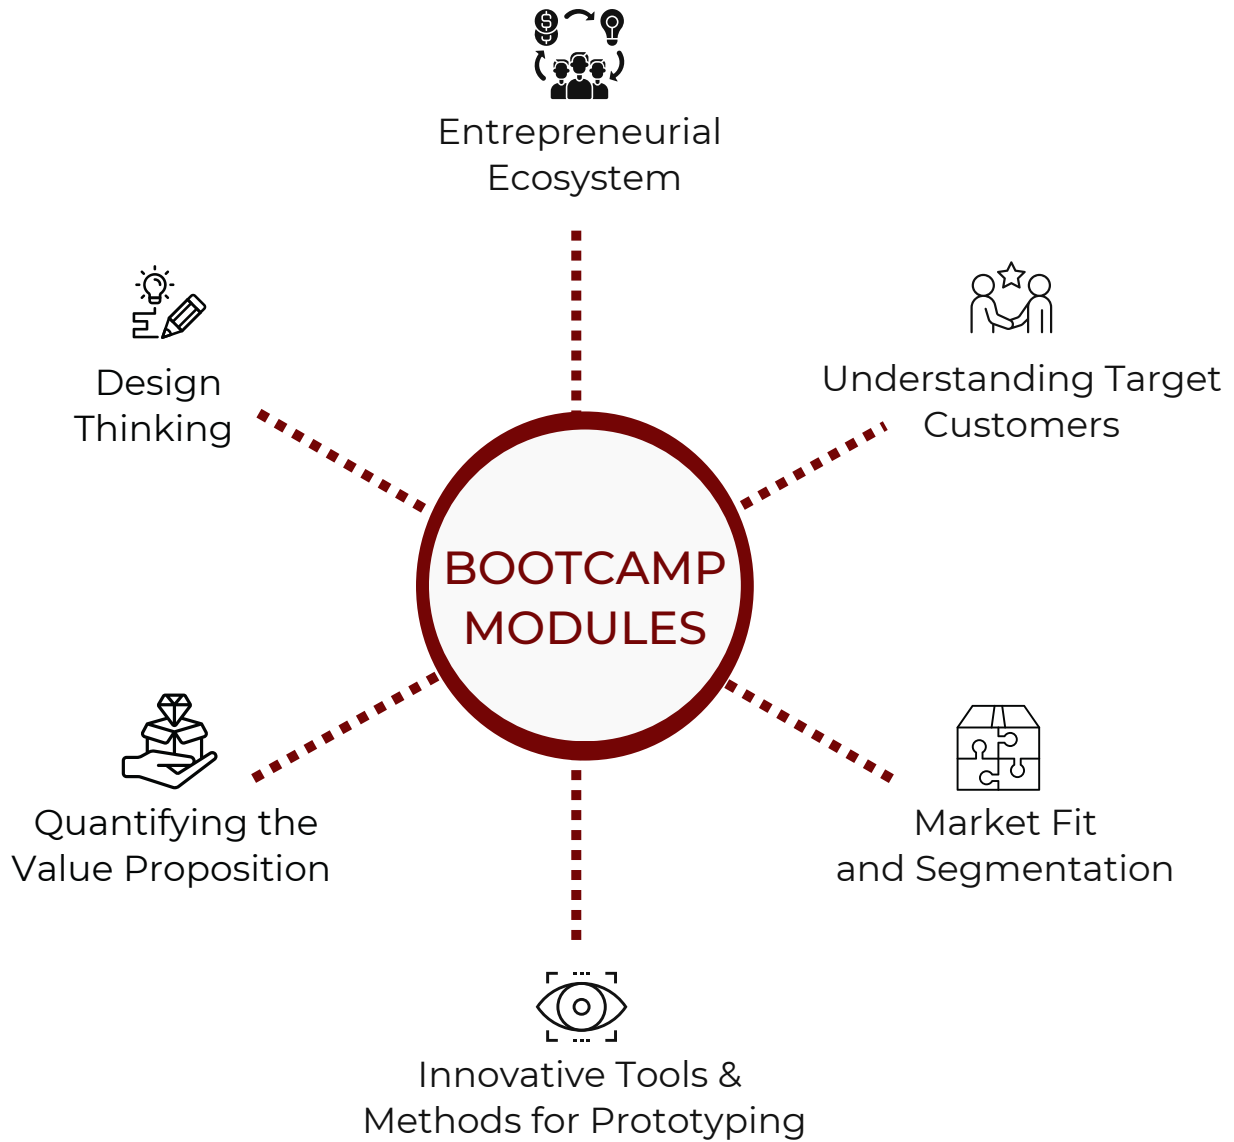 Entrepreneurial
Ecosystem
Design
Thinking
Understanding Target
Customers
BOOTCAMP
MODULES
Quantifying the
Value Proposition
Market Fit
and Segmentation
Innovative Tools &
Methods for Prototyping